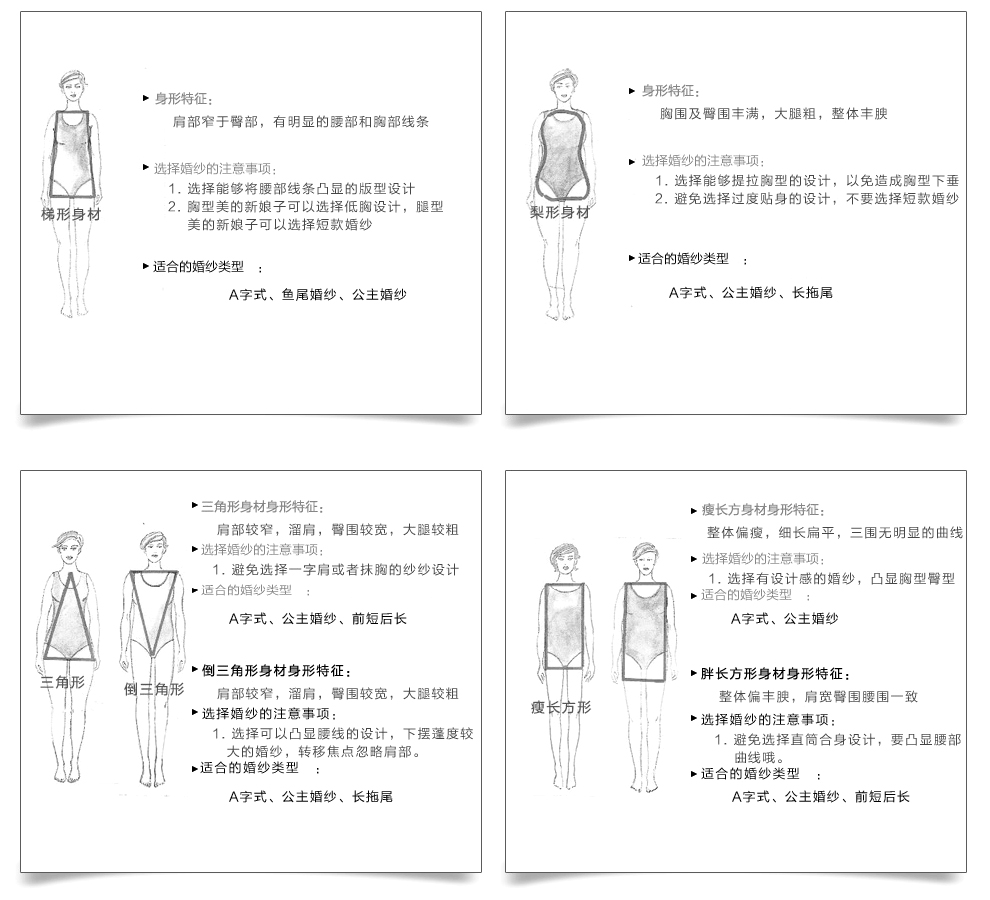 身形特征：
肩部窄于臀部，有明显的腰部和胸部线条
选择婚纱的注意事项：
1. 选择能够将腰部线条凸显的版型设计
2. 胸型美的新娘子可以选择低胸设计，腿型
美的新娘子可以选择短款婚纱
梯形身材
适合的婚纱类型 ：
A字式、鱼尾婚纱、公主婚纱
身形特征：
胸围及臀围丰满，大腿粗，整体丰腴
选择婚纱的注意事项：
1. 选择能够提拉胸型的设计，以免造成胸型下垂
2. 避免选择过度贴身的设计，不要选择短款婚纱
梨形身材
适合的婚纱类型 ：
A字式、公主婚纱、长拖尾
三角形身材身形特征：
肩部较窄，溜肩，臀围较宽，大腿较粗
选择婚纱的注意事项：
1. 避免选择一字肩或者抹胸的纱纱设计
适合的婚纱类型 ：
A字式、公主婚纱、前短后长
三角形
倒三角形
倒三角形身材身形特征：
肩部较窄，溜肩，臀围较宽，大腿较粗
选择婚纱的注意事项：
1. 选择可以凸显腰线的设计，下摆蓬度较
大的婚纱，转移焦点忽略肩部。
适合的婚纱类型 ：
A字式、公主婚纱、长拖尾
瘦长方身材身形特征：
整体偏瘦，细长扁平，三围无明显的曲线
选择婚纱的注意事项：
1. 选择有设计感的婚纱，凸显胸型臀型
适合的婚纱类型 ：
A字式、公主婚纱
瘦长方形
胖长方形身材身形特征：
整体偏丰腴，肩宽臀围腰围一致
选择婚纱的注意事项：
1. 避免选择直筒合身设计，要凸显腰部
曲线哦。
适合的婚纱类型 ：
A字式、公主婚纱、前短后长